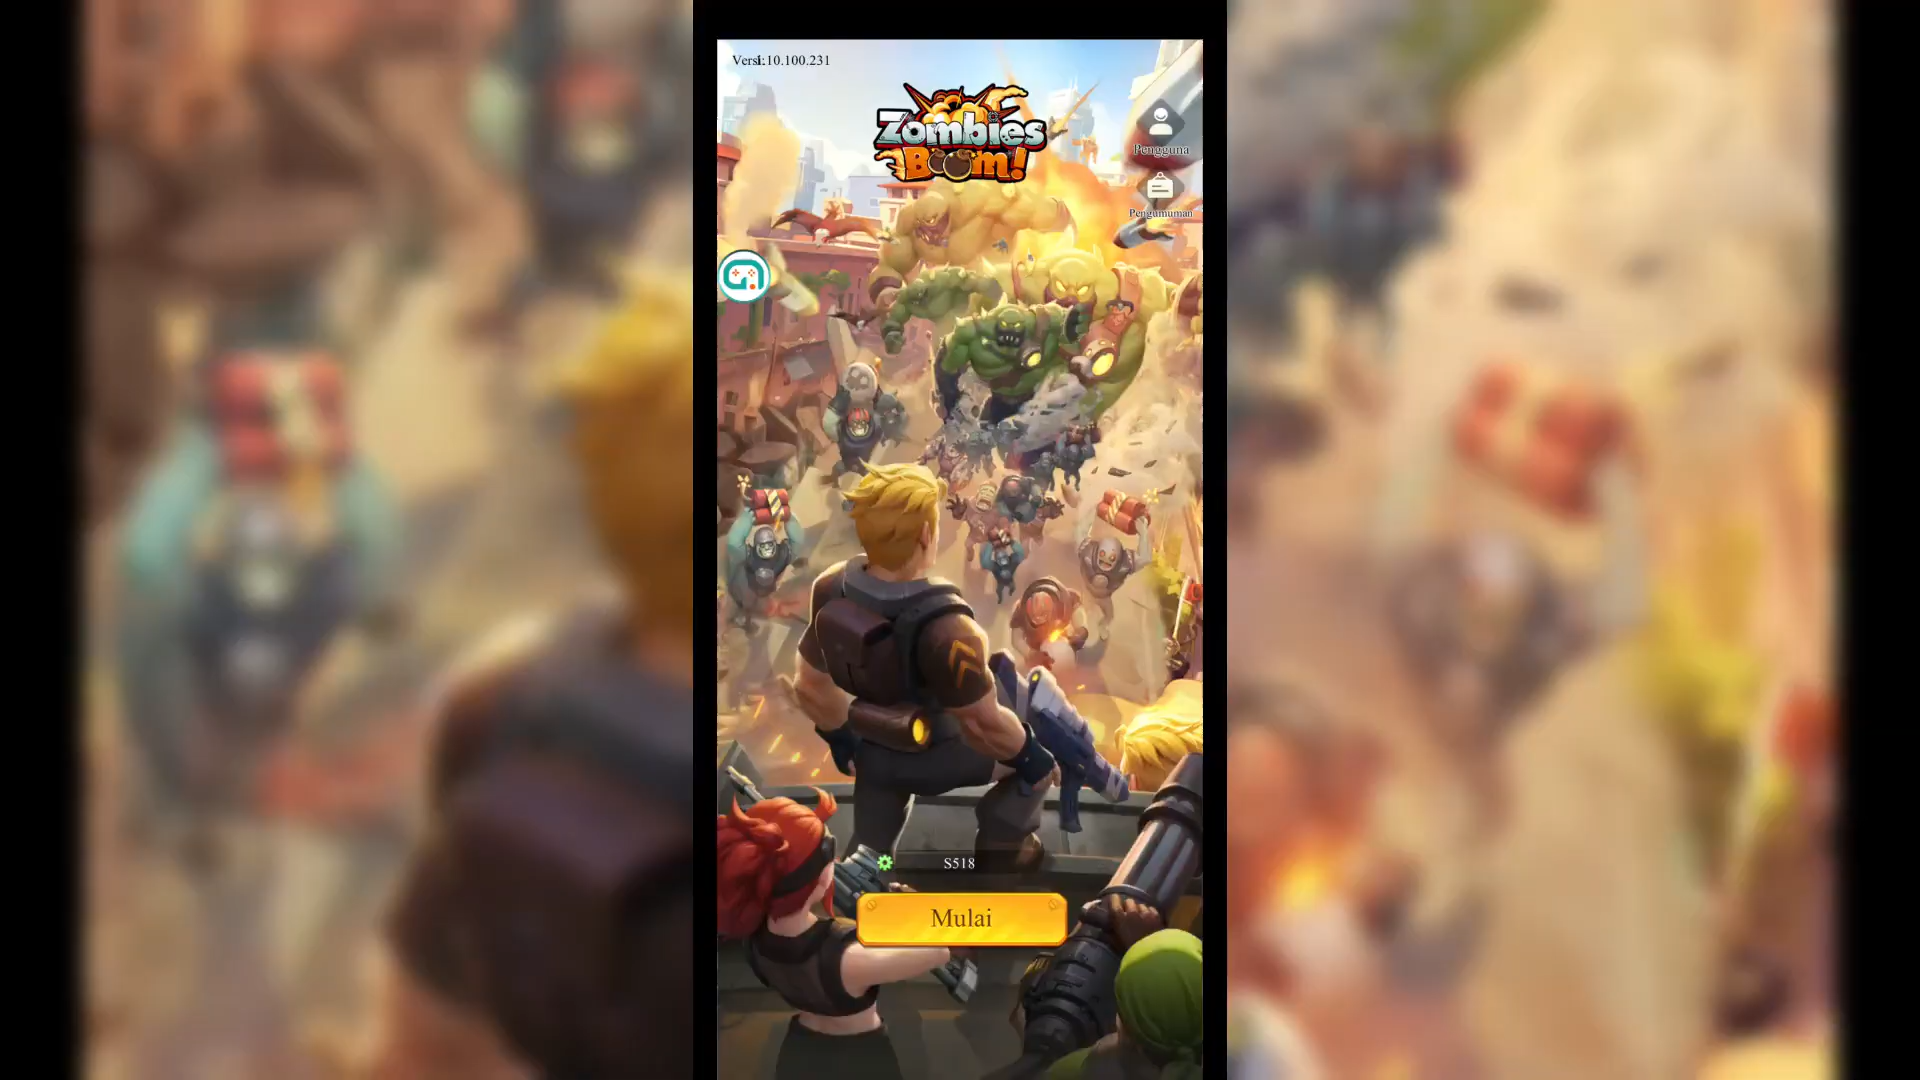 Versi:10.100.231
Zombies
Boom!
Pengguna
Pengumuman
S518
Mulai